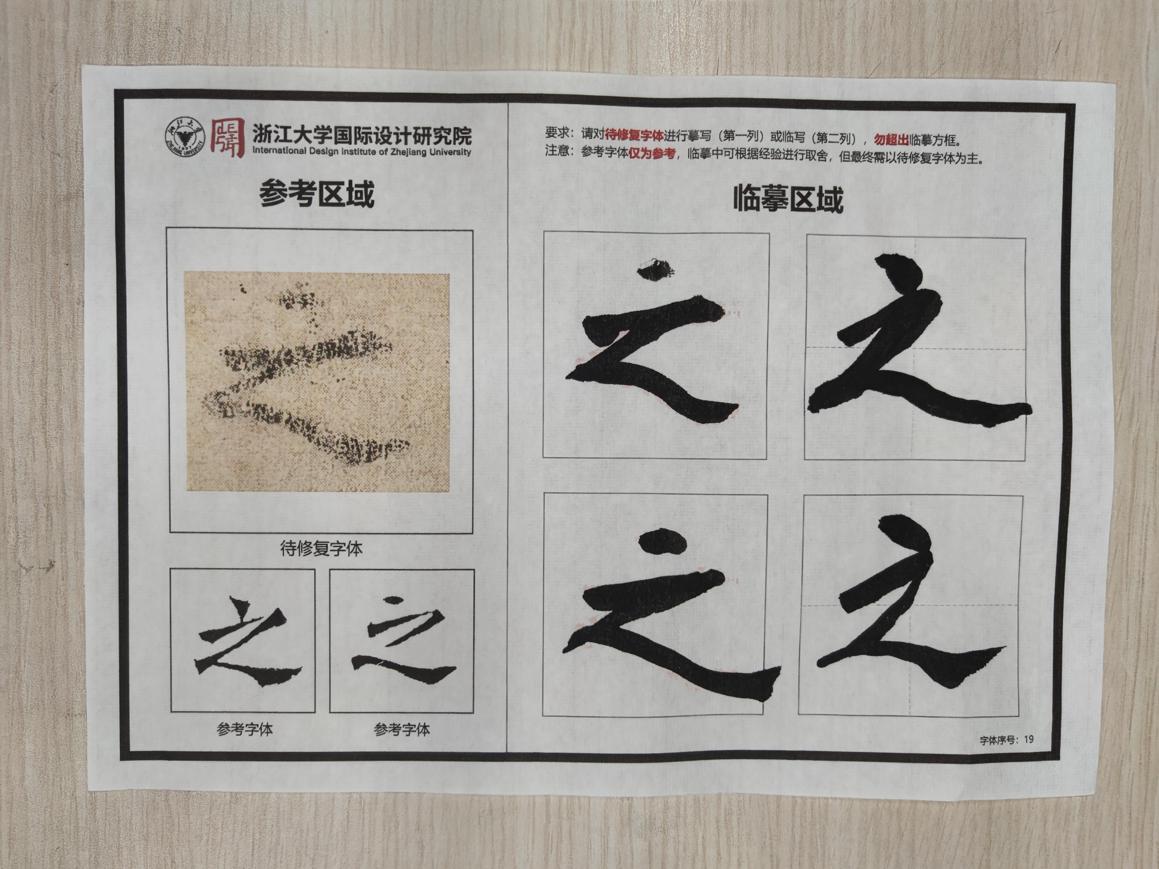 浙江大学国际设计研究院
International Design Institute of Zhejiang University
参考区域
待修复字体
之
之
参考字体
参考字体
要求：请对待修复字体进行摹写（第一列）或临写（第二列），勿超出临摹方框。
注意：参考字体仅为参考，临摹中可根据经验进行取舍，但最终需以待修复字体为主。
临摹区域
之
之
之
之
字体序号：19